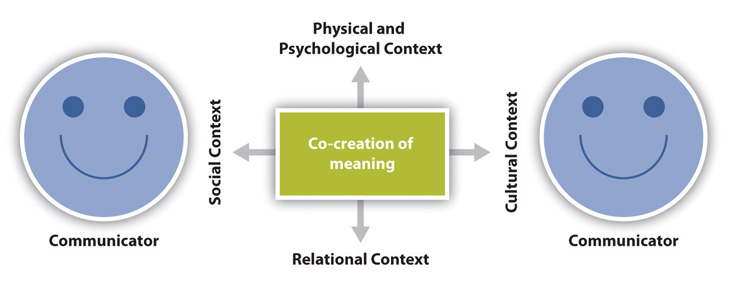 Physical and
Psychological Context
Social Context
Co-creation of
meaning
Cultural Context
Communicator
Communicator
Relational Context